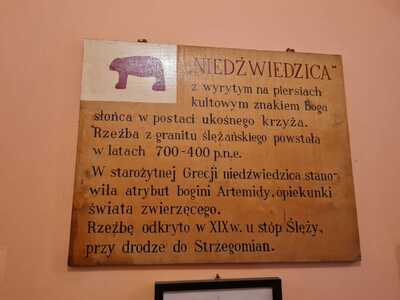 „NIEDŹWIEDZICA"
z wyrytym na piersiach
kultowym znakiem Boga
słońca w postaci ukośnego krzyża.
Rzeźba z granitu ślężańskiego powstała
w latach 700-400 p.n.e.
W starożytnej Grecji niedźwiedzica stano-
wiła atrybut bogini Artemidy, opiekunki
świata zwierzęcego.
Rzeźbę odkryto w XIX w. u stóp Ślęży,
przy drodze do Strzegomian.